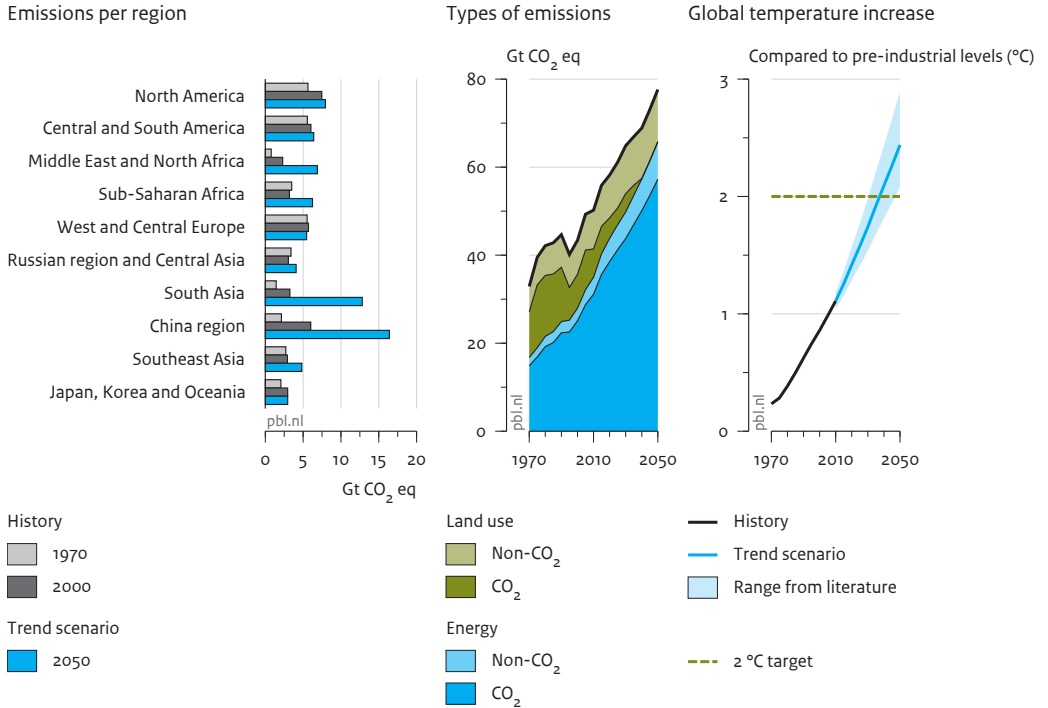 Emissions per region
North America
Central and South America
Middle East and North Africa
Sub-Saharan Africa
West and Central Europe
Russian region and Central Asia
South Asia
China region
Southeast Asia
Japan, Korea and Oceania
pbl.nl
0 5 10 15 20
Gt CO₂ eq
History
1970
2000
Trend scenario
2050
Types of emissions
Gt CO₂ eq
80
60
40
20
0
pbl.nl
1970 2010 2050
Land use
Non-CO₂
CO₂
Energy
Non-CO₂
CO₂
Global temperature increase
Compared to pre-industrial levels (°C)
3
2
1
0
pbl.nl
1970 2010 2050
History
Trend scenario
Range from literature
2 °C target